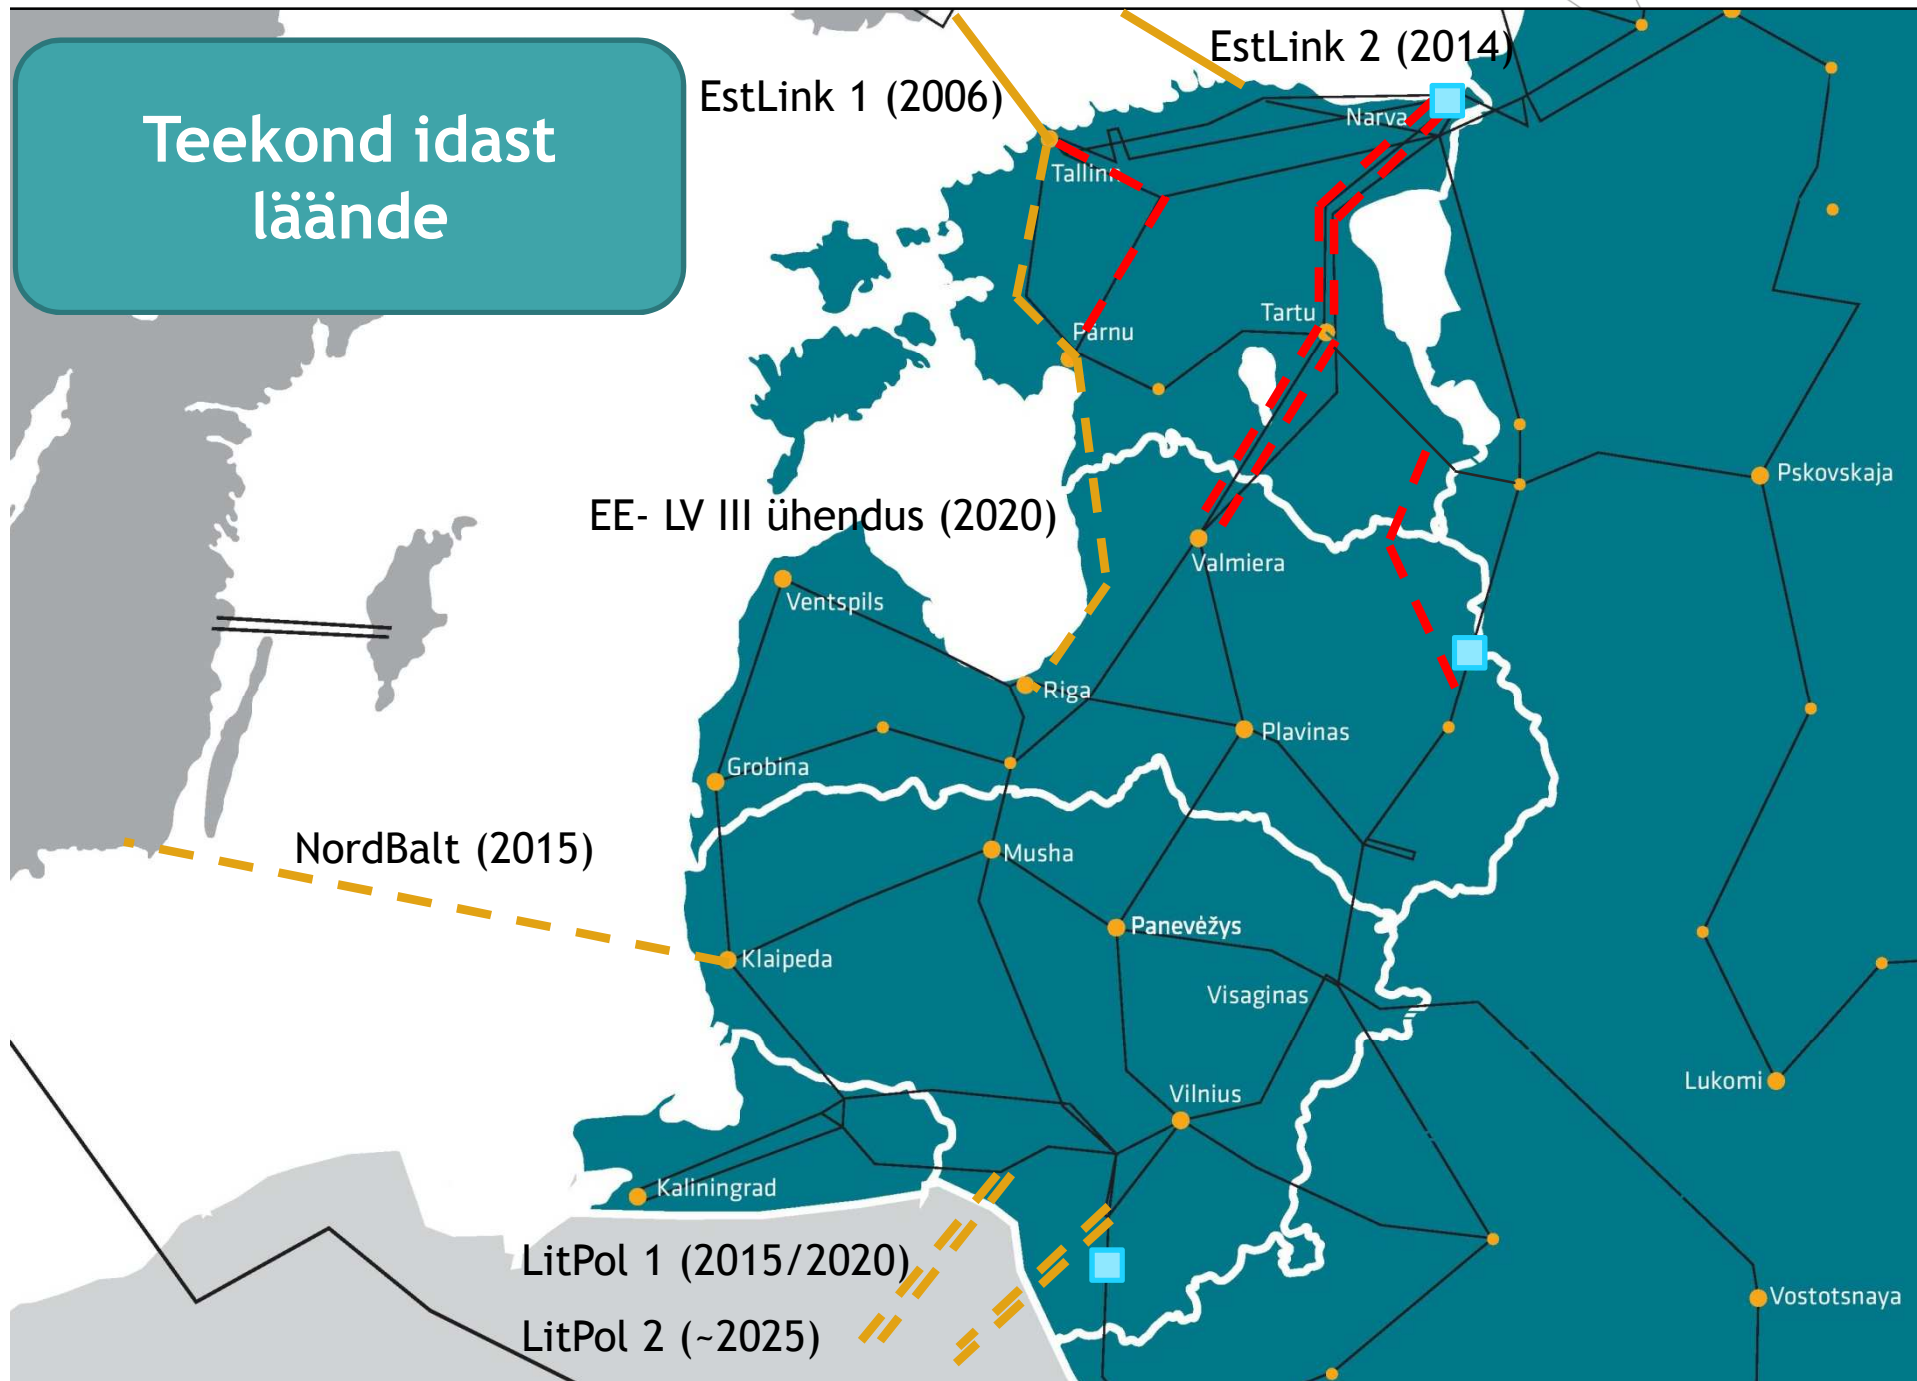 Teekond idast
läände
EstLink 2 (2014)
EstLink 1 (2006)
Narva
Tallinn
Tartu
Pärnu
Pskovskaja
EE- LV III ühendus (2020)
Valmiera
Ventspils
Riga
Plavinas
Grobina
NordBalt (2015)
Musha
Panevėžys
Klaipeda
Visaginas
Lukomi
Vilnius
Kaliningrad
LitPol 1 (2015/2020)
Vostotsnaya
LitPol 2 (~2025)